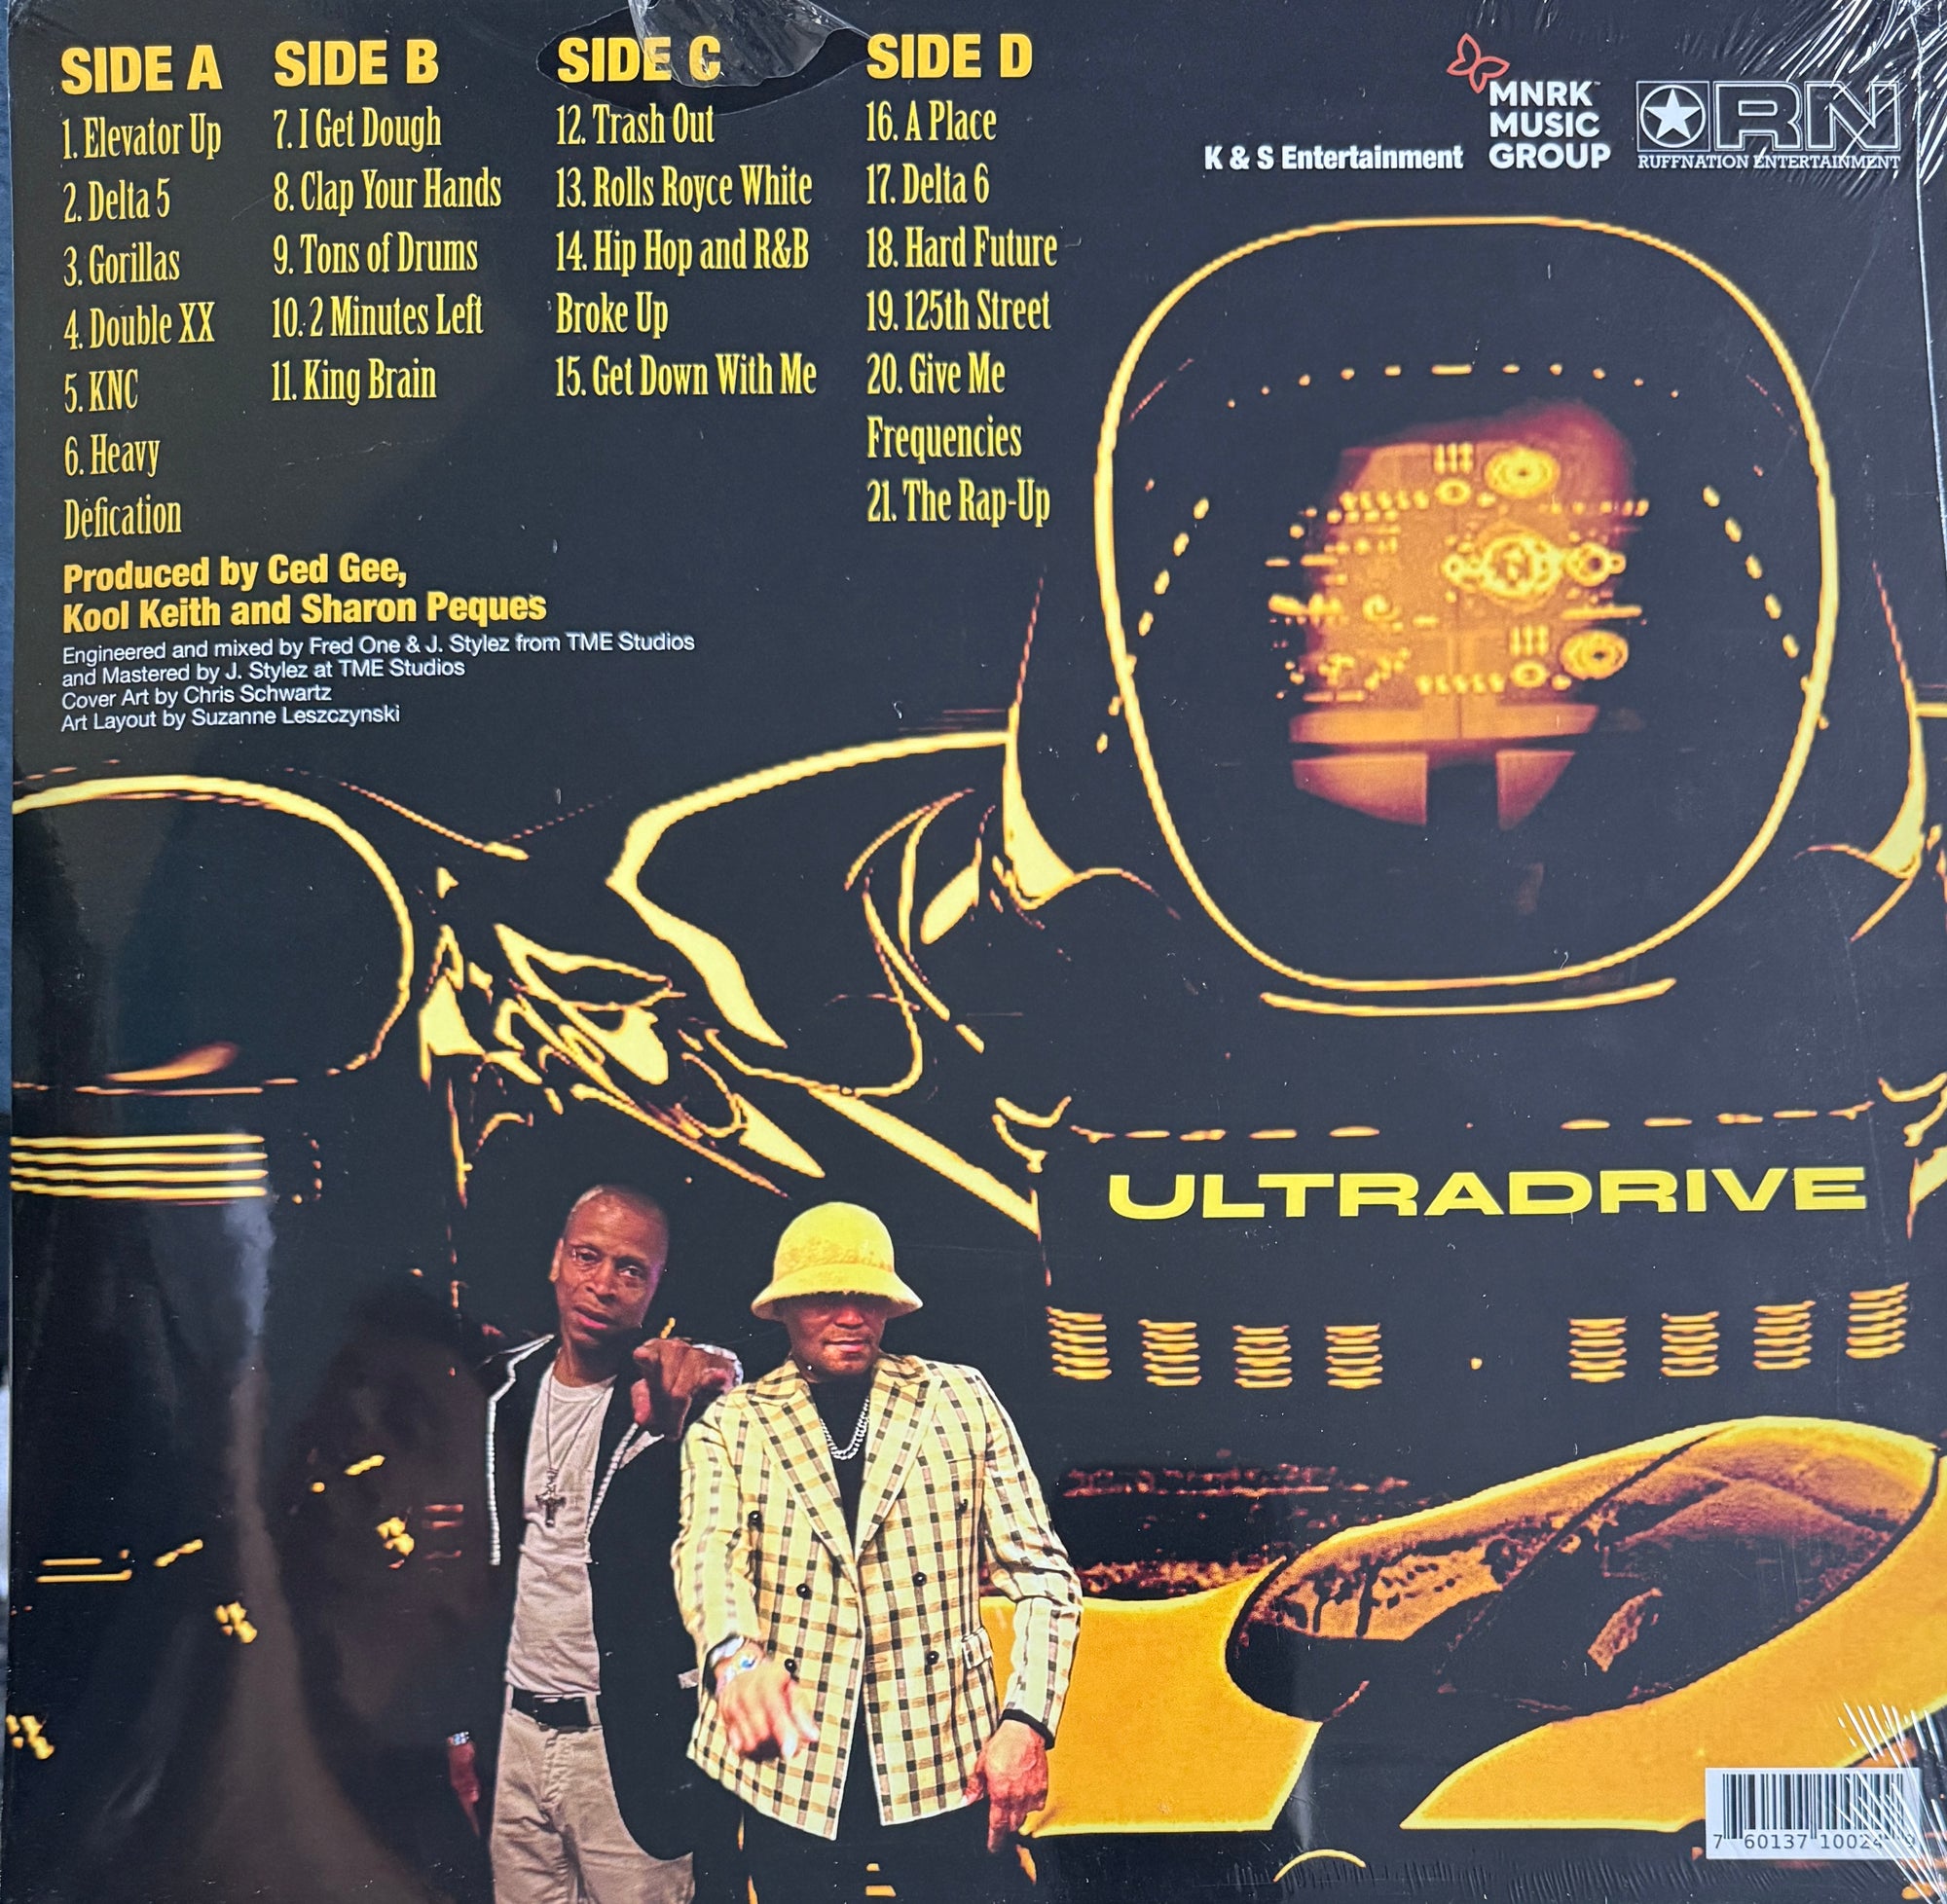 SIDE A
1. Elevator Up
2. Delta 5
3. Gorillas
4. Double XX
5. KNC
6. Heavy
Defication
SIDE B
7. I Get Dough
8. Clap Your Hands
9. Tons of Drums
10. 2 Minutes Left
11. King Brain
SIDE C
12. Trash Out
13. Rolls Royce White
14. Hip Hop and R&B
Broke Up
15. Get Down With Me
SIDE D
16. A Place
17. Delta 6
18. Hard Future
19. 125th Street
20. Give Me
Frequencies
21. The Rap-Up
K & S Entertainment
MNRK™
MUSIC
GROUP
RN
RUFFNATION ENTERTAINMENT
Produced by Ced Gee,
Kool Keith and Sharon Peques
Engineered and mixed by Fred One & J. Stylez from TME Studios
and Mastered by J. Stylez at TME Studios
Cover Art by Chris Schwartz
Art Layout by Suzanne Leszczynski
ULTRADRIVE
7 60137 10024